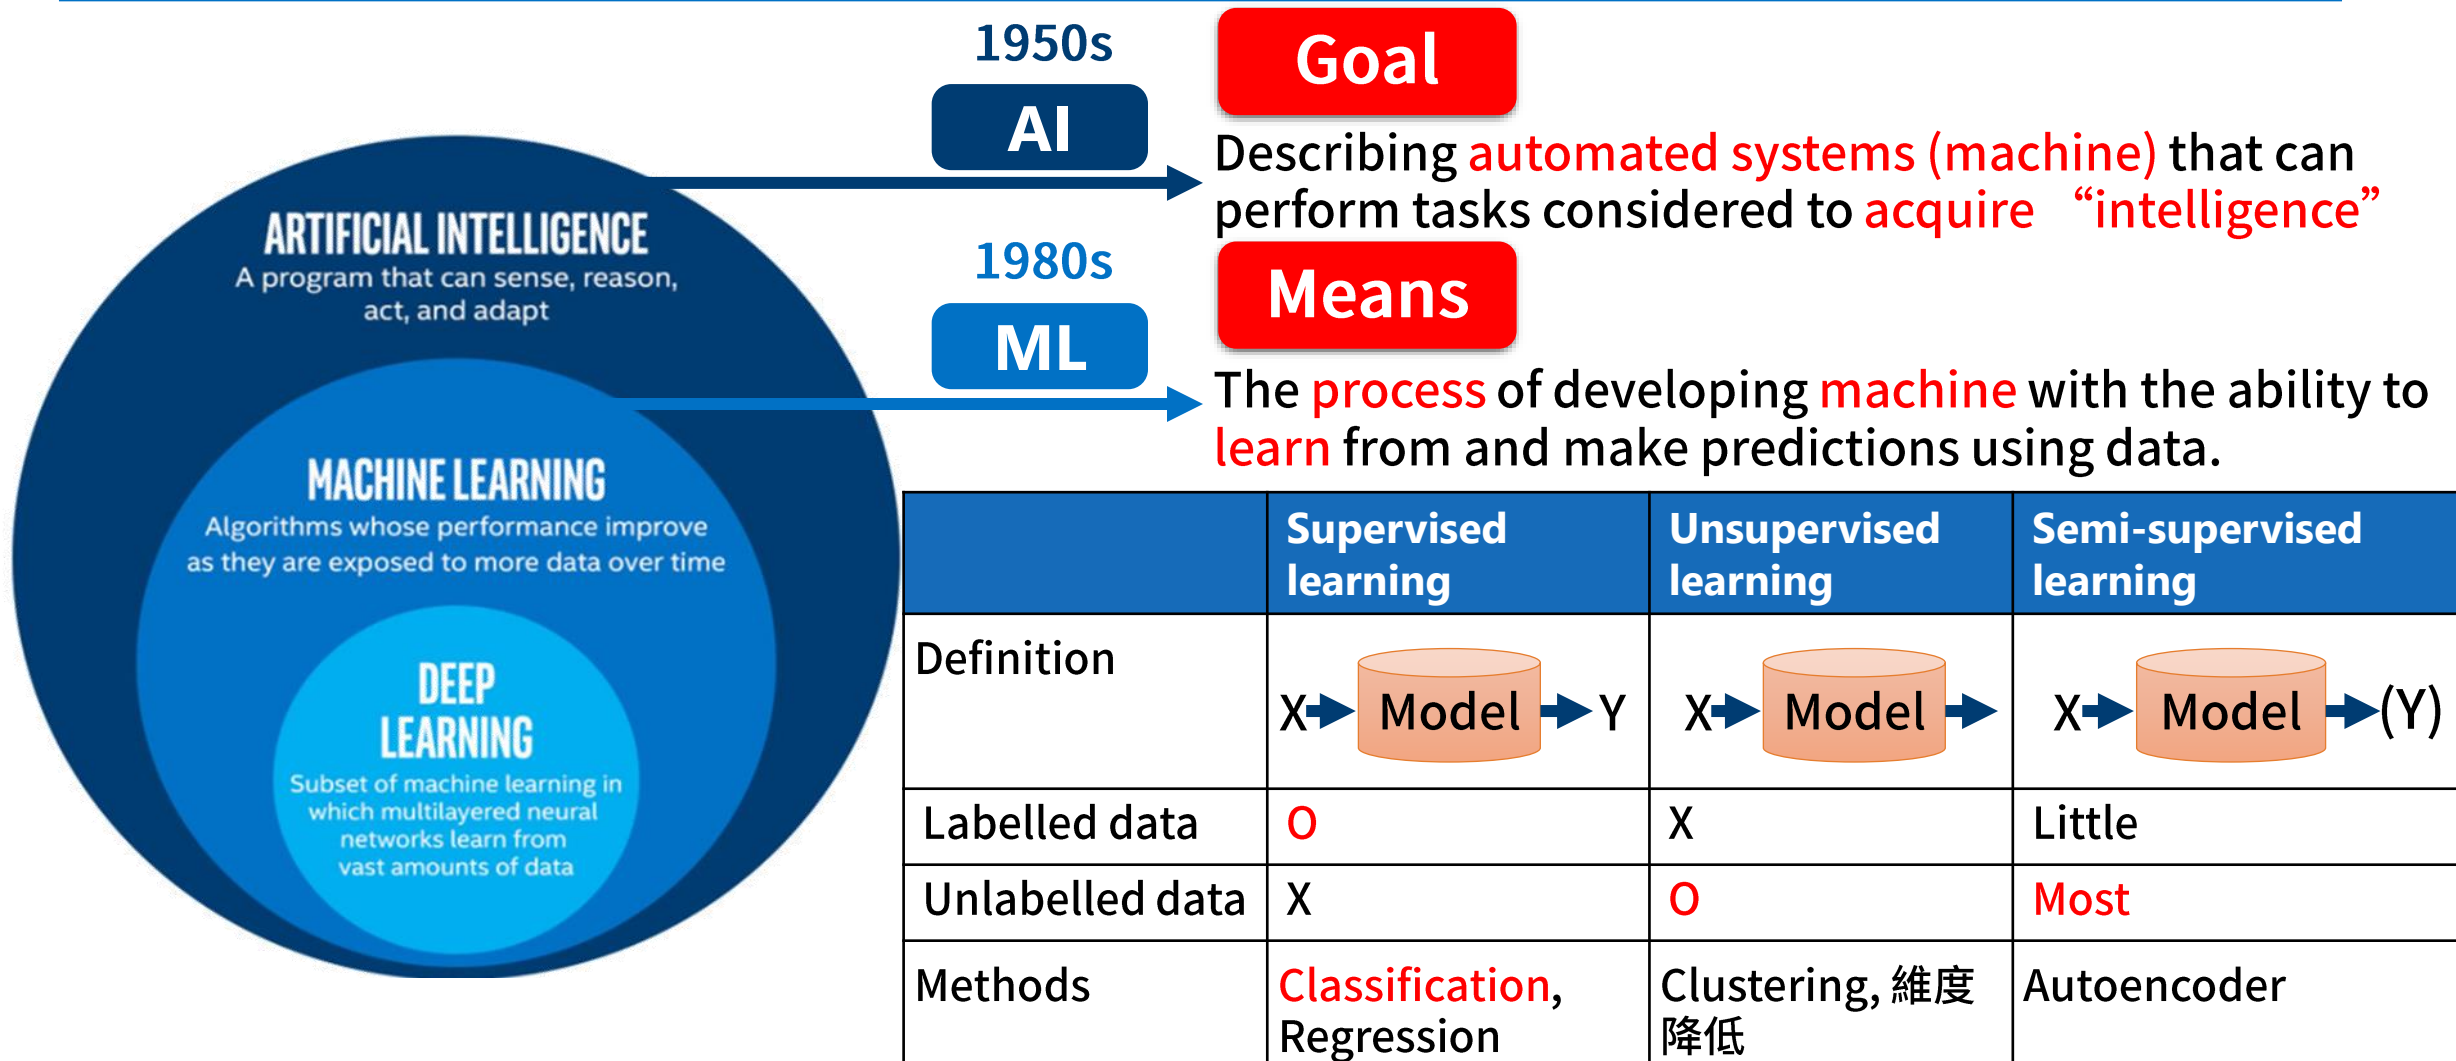 1950s
AI
Goal
Describing automated systems (machine) that can
perform tasks considered to acquire “intelligence”
1980s
ML
Means
The process of developing machine with the ability to
learn from and make predictions using data.
ARTIFICIAL INTELLIGENCE
A program that can sense, reason,
act, and adapt
MACHINE LEARNING
Algorithms whose performance improve
as they are exposed to more data over time
DEEP
LEARNING
Subset of machine learning in
which multilayered neural
networks learn from
vast amounts of data
Supervised
learning
Unsupervised
learning
Semi-supervised
learning
Definition
X Model Y
X Model
X Model (Y)
Labelled data
O
X
Little
Unlabelled data
X
O
Most
Methods
Classification,
Regression
Clustering, 維度
降低
Autoencoder